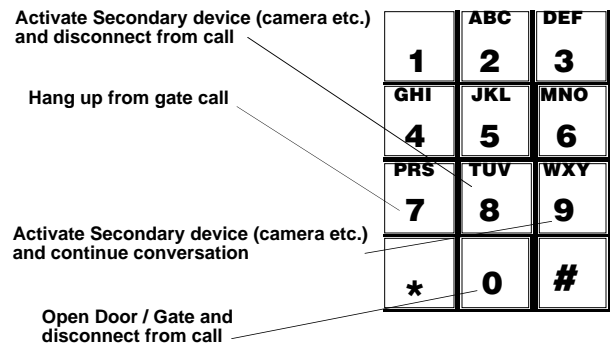 Activate Secondary device (camera etc.)
and disconnect from call
Hang up from gate call
Activate Secondary device (camera etc.)
and continue conversation
Open Door / Gate and
disconnect from call
ABC DEF
1 2 3
GHI JKL MNO
4 5 6
PRS TUV WXY
7 8 9
* 0 #